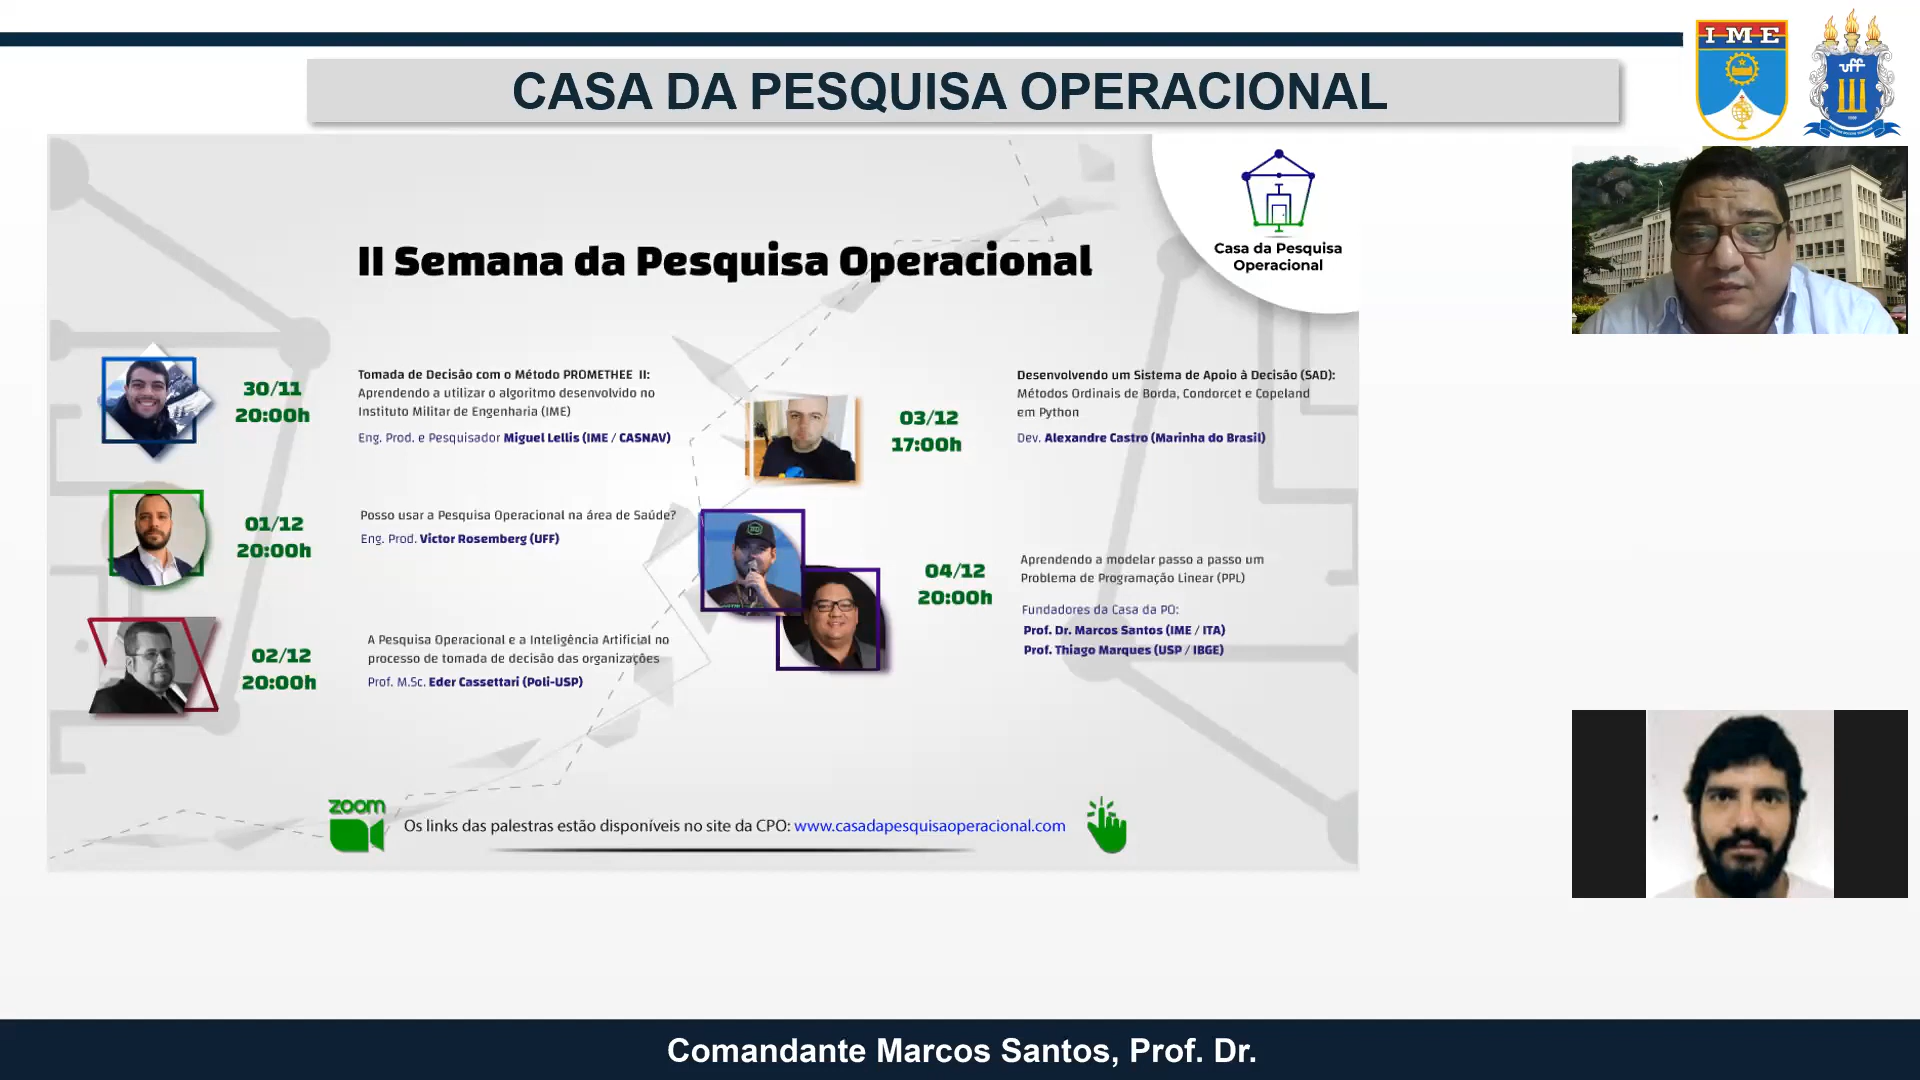 CASA DA PESQUISA OPERACIONAL
IME
uff
Casa da Pesquisa
Operacional
II Semana da Pesquisa Operacional
30/11
20:00h
Tomada de Decisão com o Método PROMETHEE II:
Aprendendo a utilizar o algoritmo desenvolvido no
Instituto Militar de Engenharia (IME)
Eng. Prod. e Pesquisador Miguel Lellis (IME / CASNAV)
01/12
20:00h
Posso usar a Pesquisa Operacional na área de Saúde?
Eng. Prod. Victor Rosemberg (UFF)
02/12
20:00h
A Pesquisa Operacional e a Inteligência Artificial no
processo de tomada de decisão das organizações
Prof. M.Sc. Eder Cassettari (Poli-USP)
03/12
17:00h
Desenvolvendo um Sistema de Apoio à Decisão (SAD):
Métodos Ordinais de Borda, Condorcet e Copeland
em Python
Dev. Alexandre Castro (Marinha do Brasil)
04/12
20:00h
Aprendendo a modelar passo a passo um
Problema de Programação Linear (PPL)
Fundadores da Casa da PO:
Prof. Dr. Marcos Santos (IME / ITA)
Prof. Thiago Marques (USP / IBGE)
zoom
Os links das palestras estão disponíveis no site da CPO: www.casadapesquisaoperacional.com
Comandante Marcos Santos, Prof. Dr.